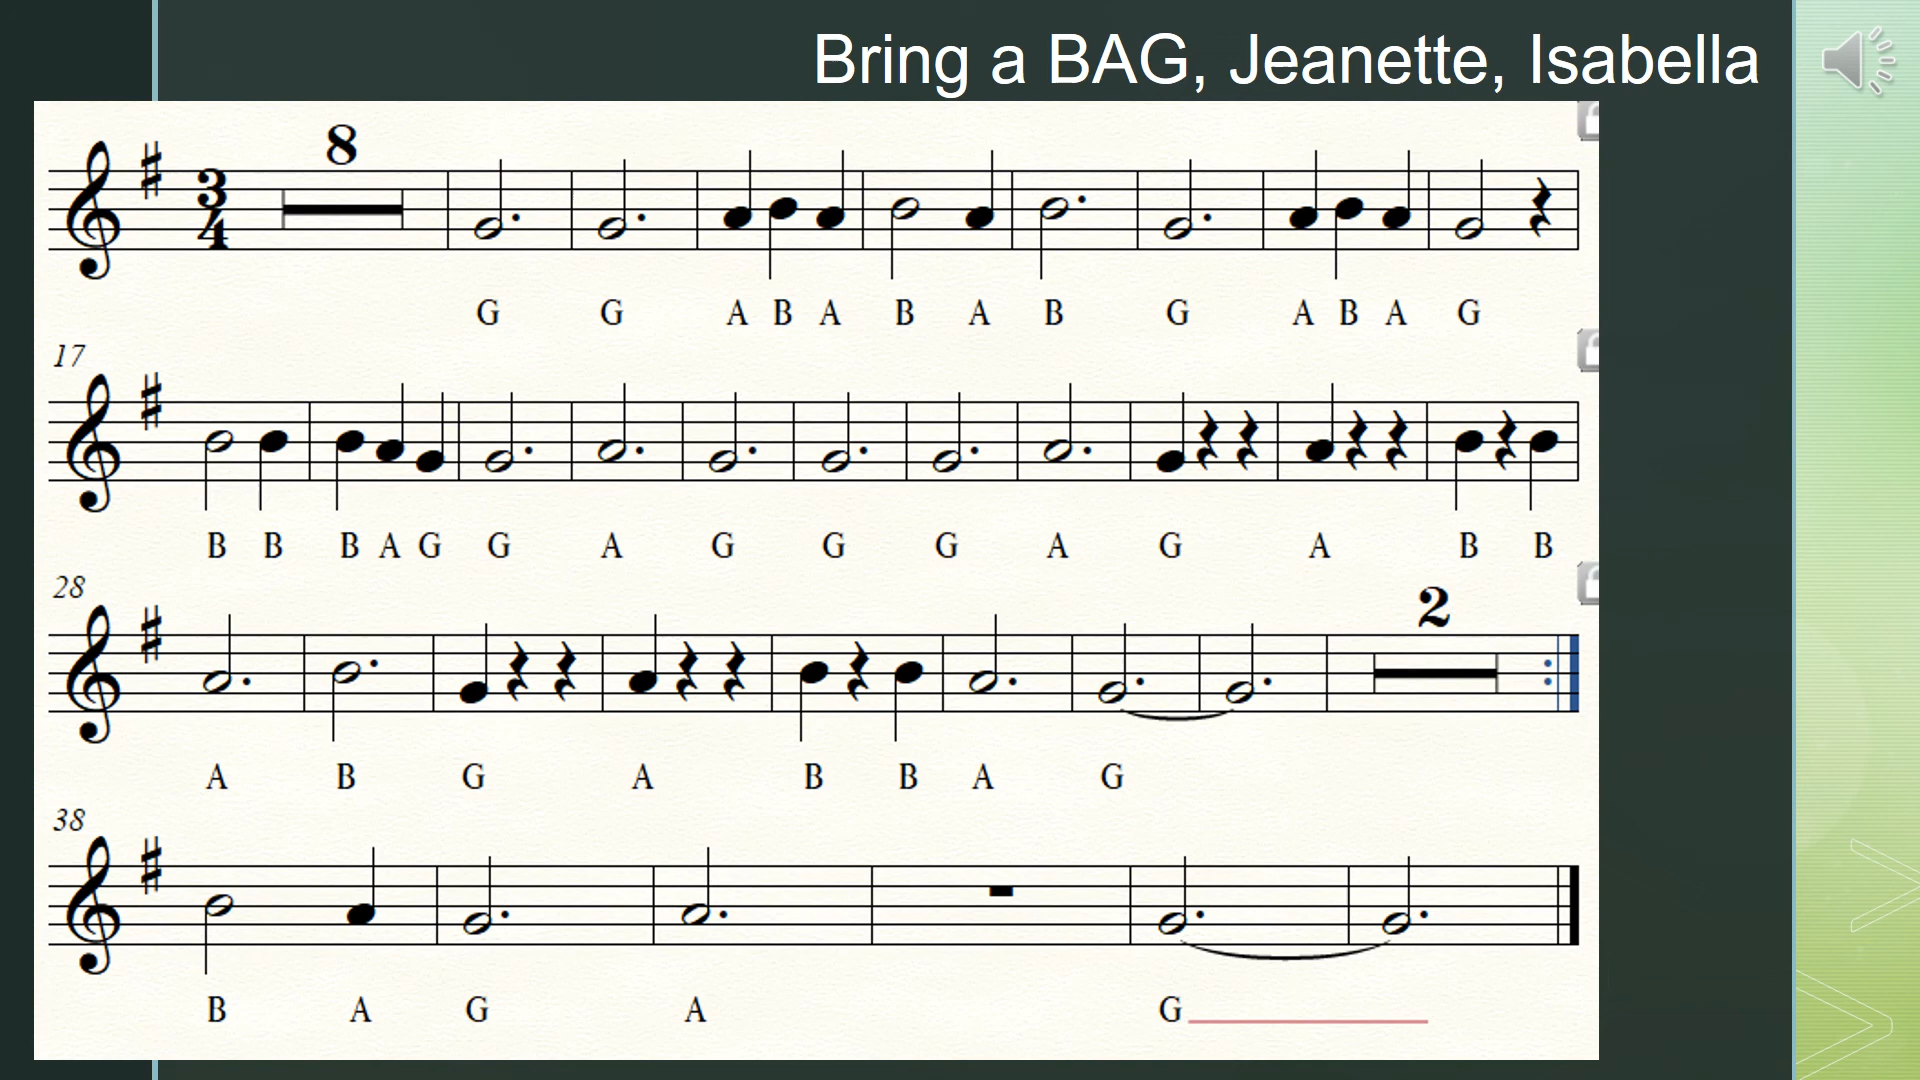 Bring a BAG, Jeanette, Isabella
8
3
4
G G A B A B A B G A B A G
17
B B B A G G A G G G A G A B B
28
2
A B G A B B A G
38
B A G A G